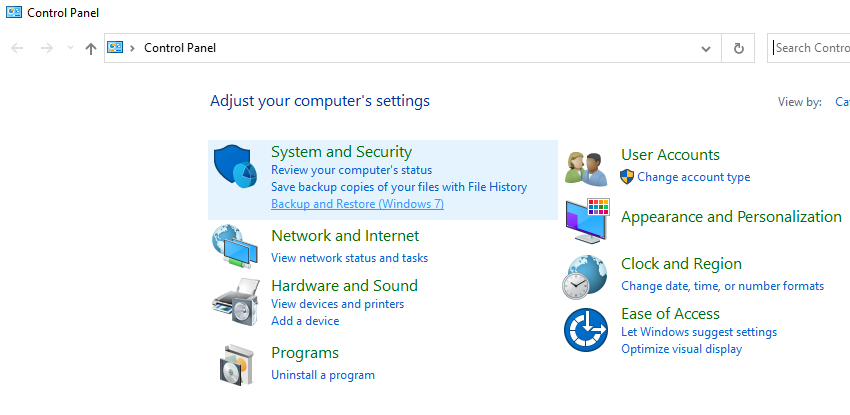 Control Panel
Control Panel
Search Contro
Adjust your computer's settings
View by:
Ca
System and Security
Review your computer's status
Save backup copies of your files with File History
Backup and Restore (Windows 7)
Network and Internet
View network status and tasks
Hardware and Sound
View devices and printers
Add a device
Programs
Uninstall a program
User Accounts
Change account type
Appearance and Personalization
Clock and Region
Change date, time, or number formats
Ease of Access
Let Windows suggest settings
Optimize visual display